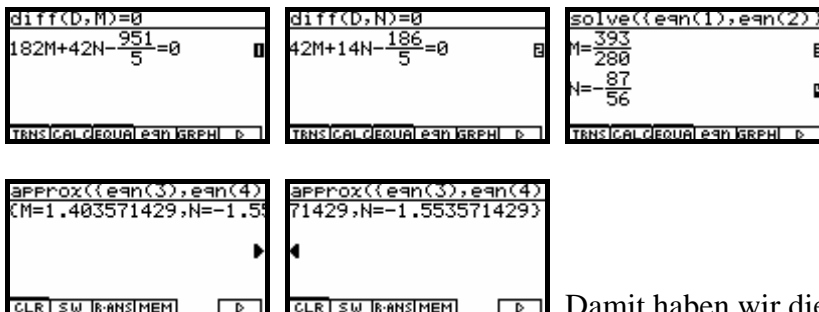 diff(D,M)=0
182M+42N-951/5=0 1
TRNS CALC EQUA eqn GRPH ▷
diff(D,N)=0
42M+14N-186/5=0 2
TRNS CALC EQUA eqn GRPH ▷
solve({eqn(1),eqn(2)}
M=393/280
N=-87/56
TRNS CALC EQUA eqn GRPH ▷
approx({eqn(3),eqn(4)
{M=1.403571429,N=-1.55
CLR SW R·ANS MEM ▷
approx({eqn(3),eqn(4)
71429,N=-1.553571429}
CLR SW R·ANS MEM ▷
Damit haben wir die